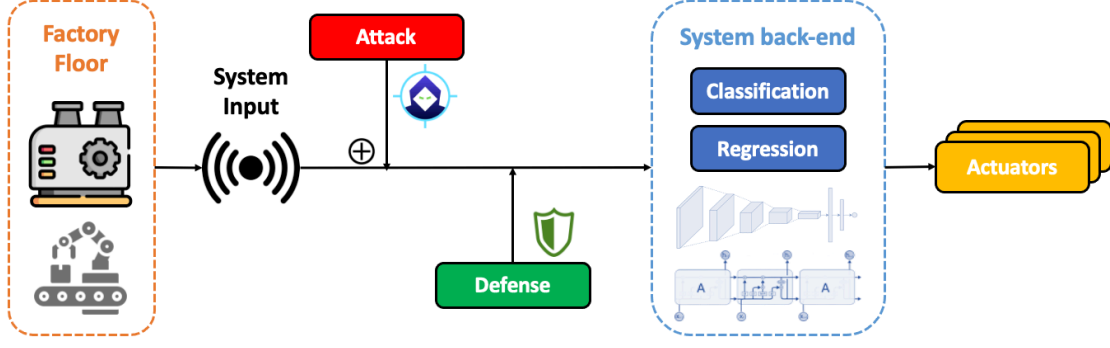 Factory
Floor
System
Input
Attack
Defense
System back-end
Classification
Regression
A
A
Actuators